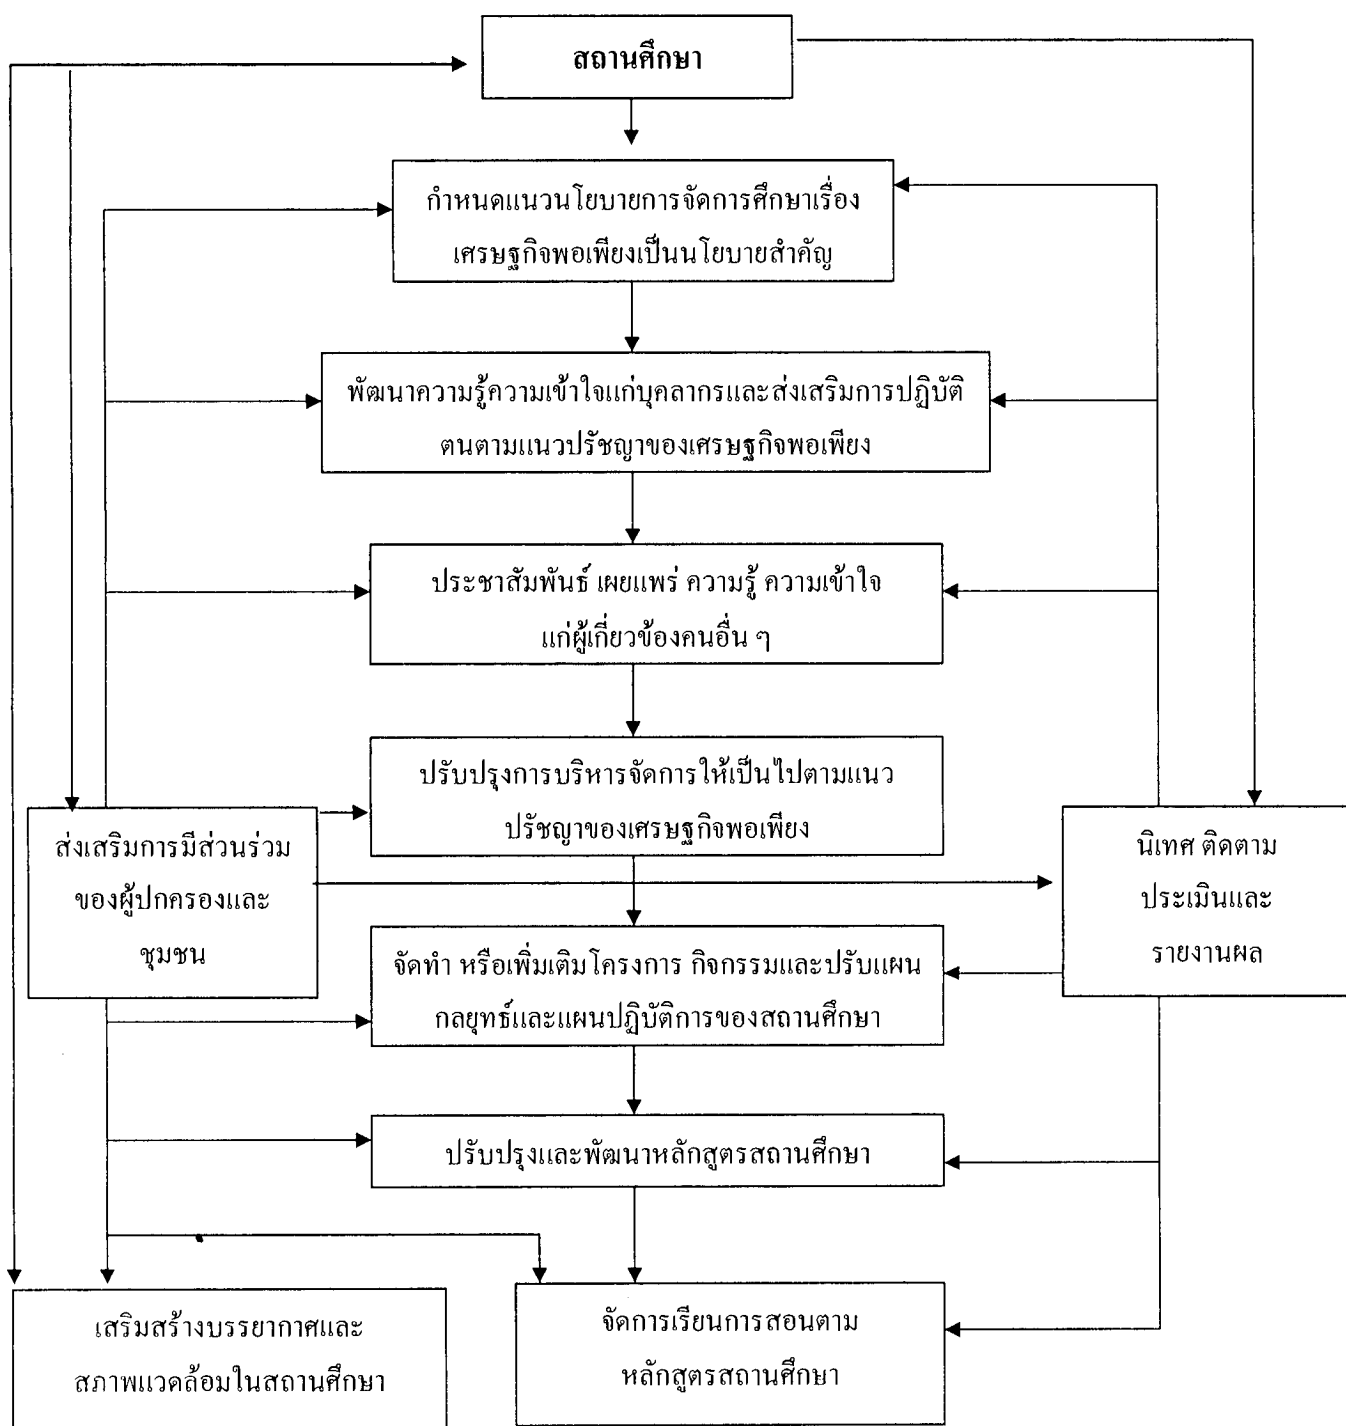 สถานศึกษา
กำหนดแนวนโยบายการจัดการศึกษาเรื่อง
เศรษฐกิจพอเพียงเป็นนโยบายสำคัญ
พัฒนาความรู้ความเข้าใจแก่บุคลากรและส่งเสริมการปฏิบัติ
ตนตามแนวปรัชญาของเศรษฐกิจพอเพียง
ประชาสัมพันธ์ เผยแพร่ ความรู้ ความเข้าใจ
แก่ผู้เกี่ยวข้องคนอื่น ๆ
ปรับปรุงการบริหารจัดการให้เป็นไปตามแนว
ปรัชญาของเศรษฐกิจพอเพียง
ส่งเสริมการมีส่วนร่วม
ของผู้ปกครองและ
ชุมชน
นิเทศ ติดตาม
ประเมินและ
รายงานผล
จัดทำ หรือเพิ่มเติมโครงการ กิจกรรมและปรับแผน
กลยุทธ์และแผนปฏิบัติการของสถานศึกษา
ปรับปรุงและพัฒนาหลักสูตรสถานศึกษา
เสริมสร้างบรรยากาศและ
สภาพแวดล้อมในสถานศึกษา
จัดการเรียนการสอนตาม
หลักสูตรสถานศึกษา